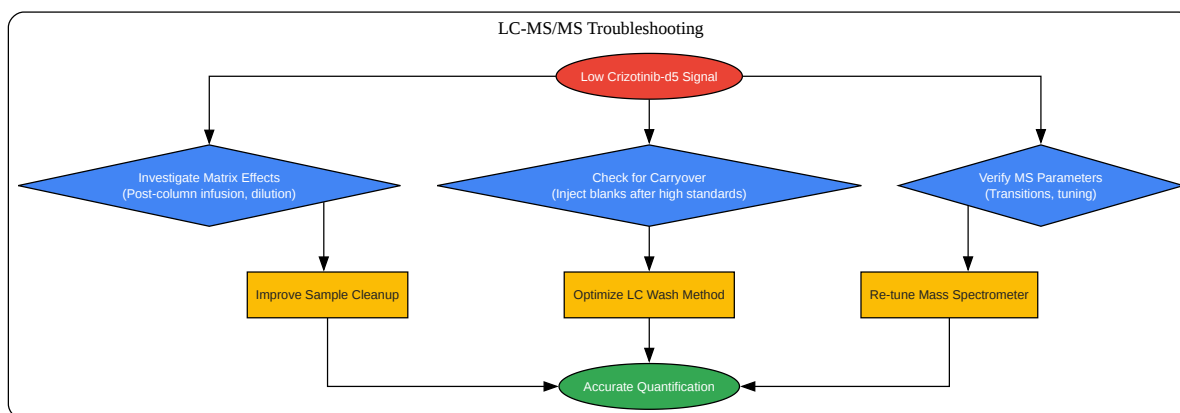 LC-MS/MS Troubleshooting
Low Crizotinib-d5 Signal
Investigate Matrix Effects
(Post-column infusion, dilution)
Check for Carryover
(Inject blanks after high standards)
Verify MS Parameters
(Transitions, tuning)
Improve Sample Cleanup
Optimize LC Wash Method
Re-tune Mass Spectrometer
Accurate Quantification